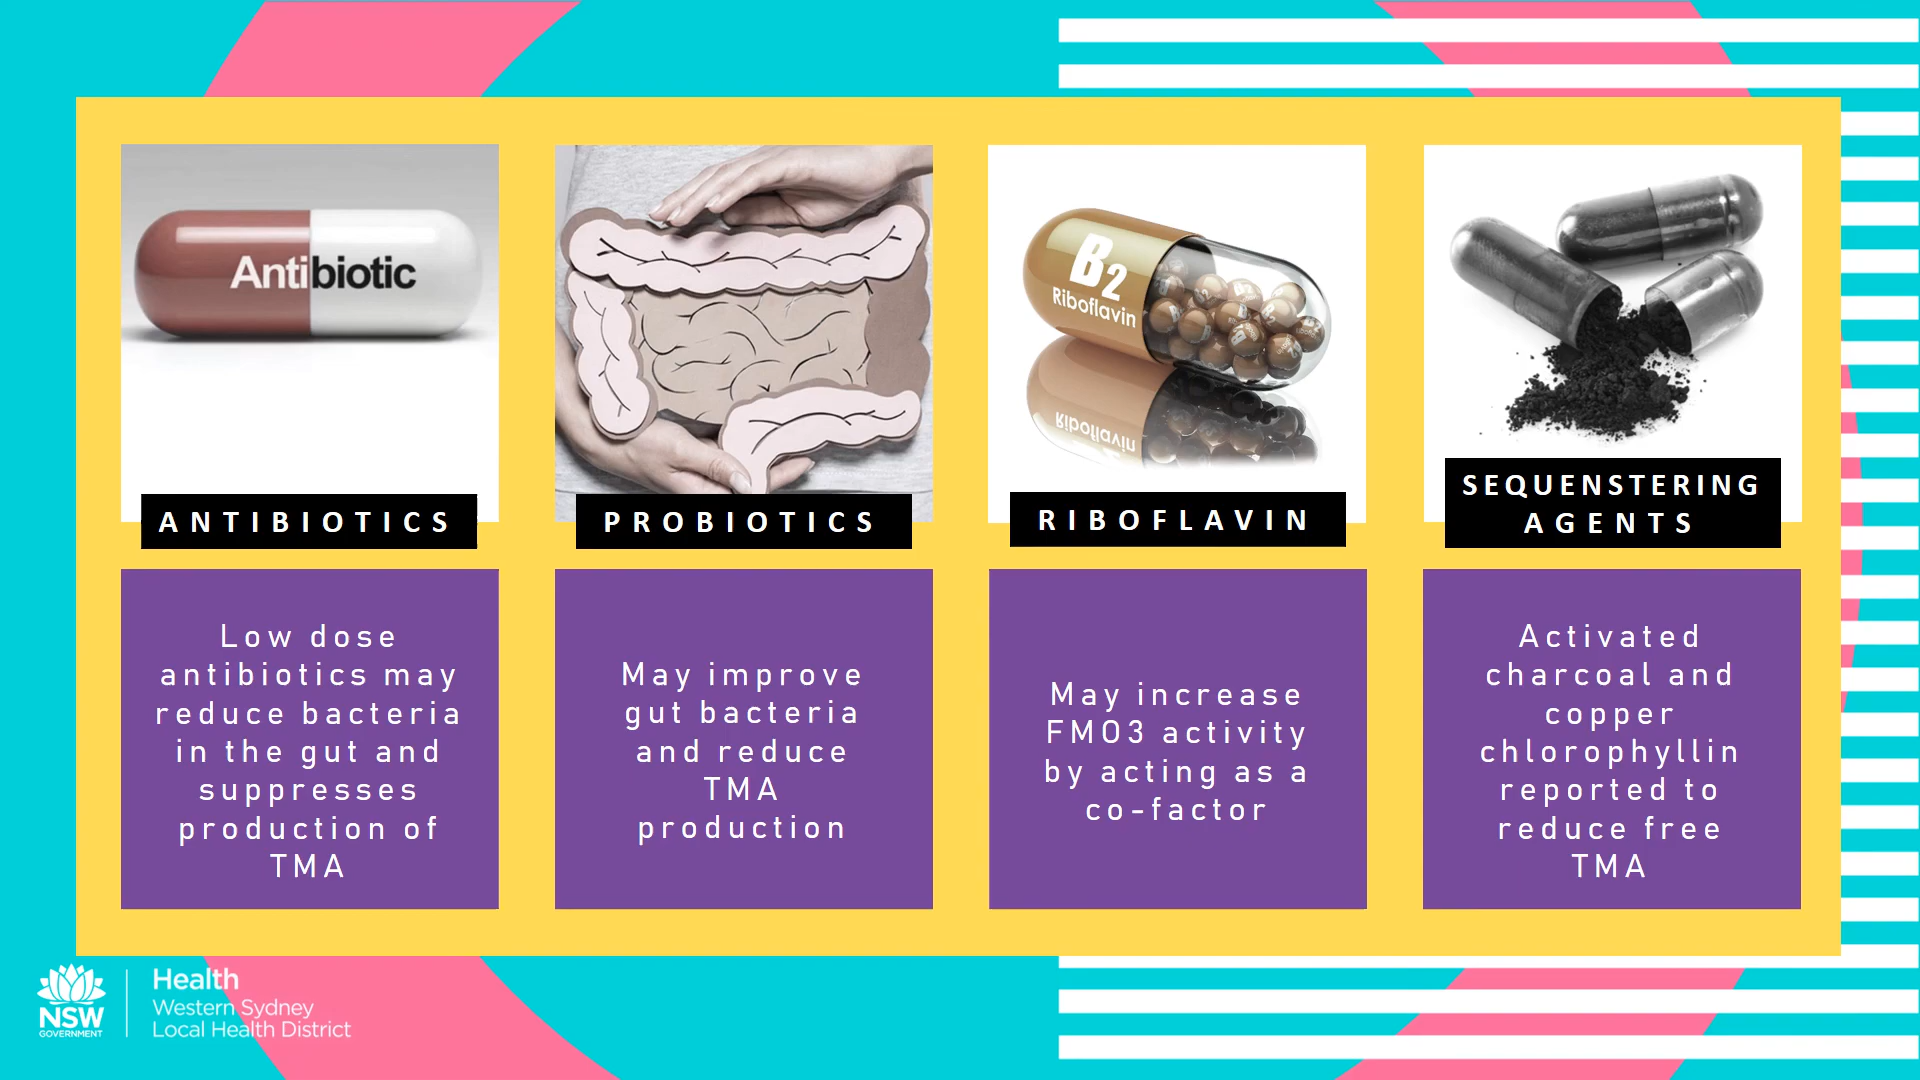 Antibiotic
ANTIBIOTICS
Low dose
antibiotics may
reduce bacteria
in the gut and
suppresses
production of
TMA
PROBIOTICS
May improve
gut bacteria
and reduce
TMA
production
B2
Riboflavin
Riboflavin
RIBOFLAVIN
May increase
FMO3 activity
by acting as a
co-factor
SEQUENSTERING
AGENTS
Activated
charcoal and
copper
chlorophyllin
reported to
reduce free
TMA
NSW
GOVERNMENT
Health
Western Sydney
Local Health District